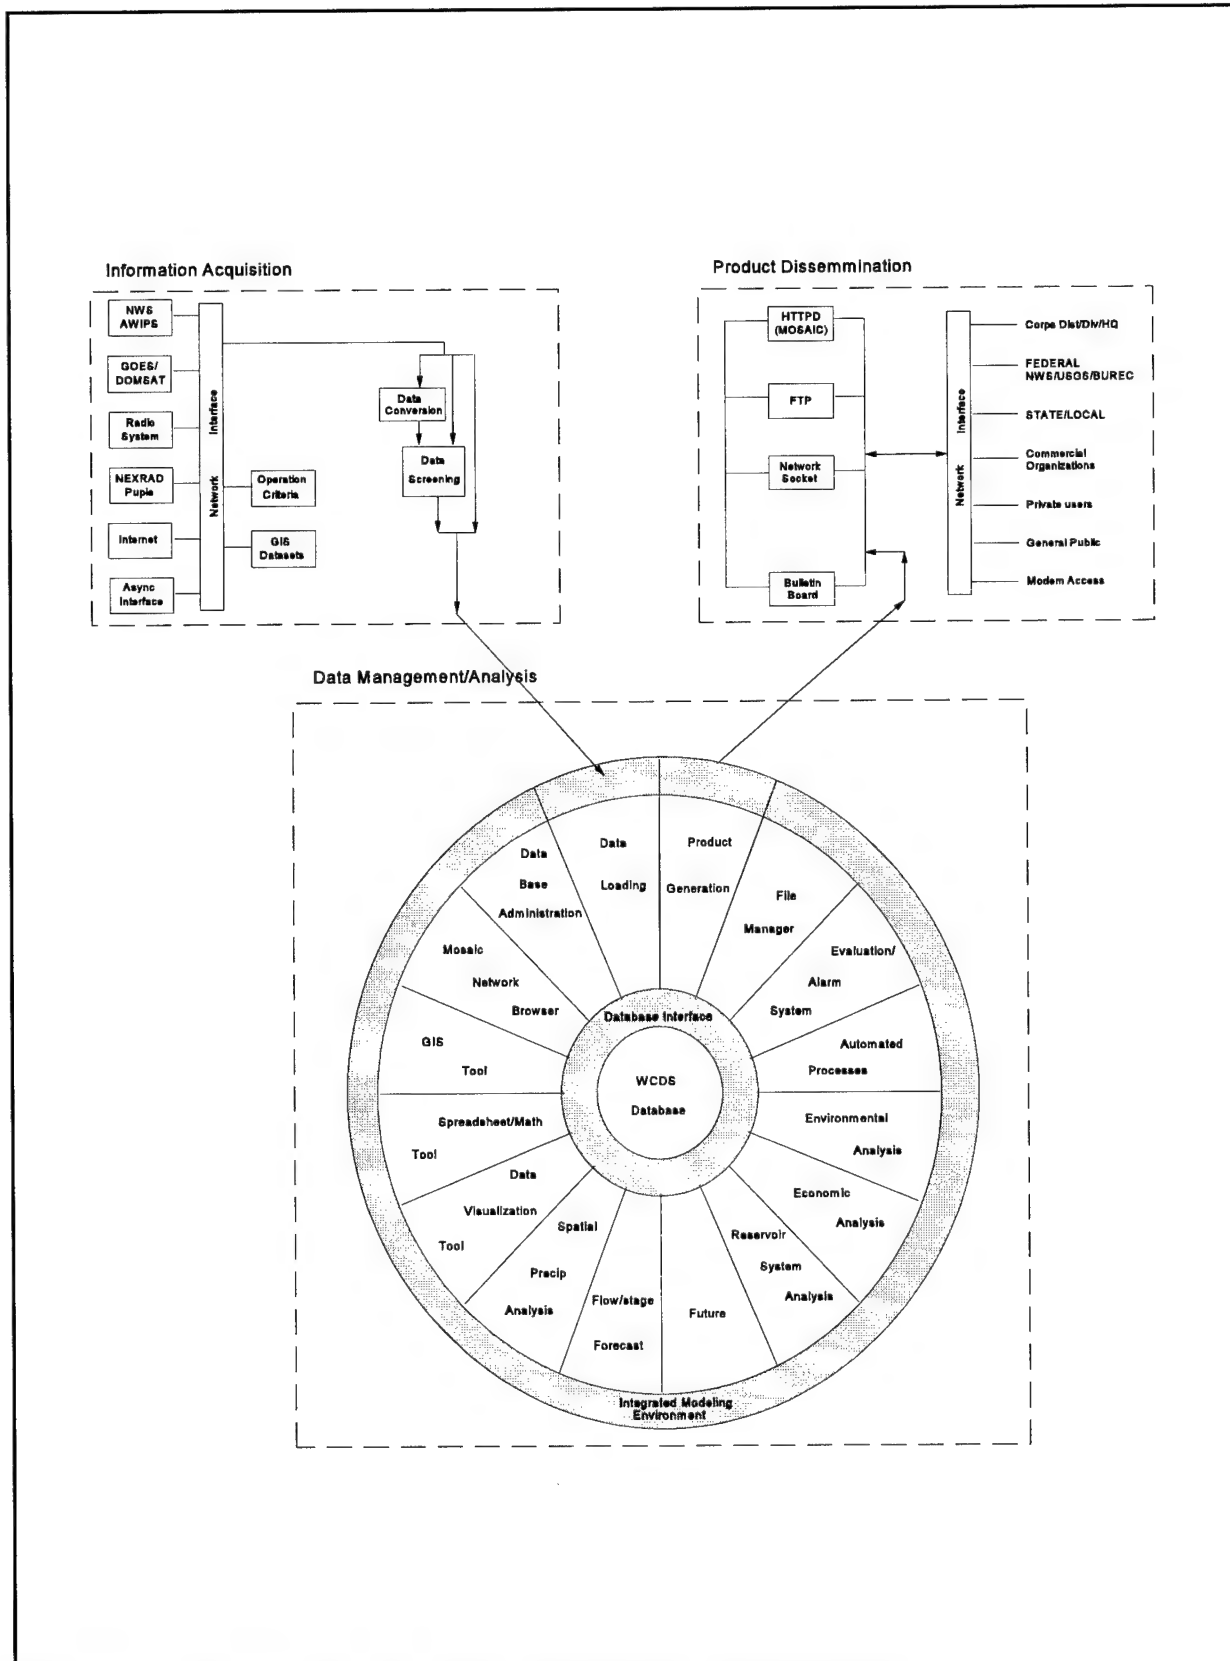 Information Acquisition
NWS
AWIPS
GOES/
DOMSAT
Radio
System
NEXRAD
Pupie
Internet
Async
Interface
Network Interface
Operation
Criteria
GIS
Datasets
Data
Conversion
Data
Screening
Product Dissemmination
HTTPD
(MOSAIC)
FTP
Network
Socket
Bulletin
Board
Network Interface
Corps Dist/Div/HQ
FEDERAL
NWS/USGS/BUREC
STATE/LOCAL
Commercial
Organizations
Private users
General Public
Modem Access
Data Management/Analysis
Data
Loading
Product
Generation
File
Manager
Evaluation/
Alarm
System
Automated
Processes
Environmental
Analysis
Economic
Analysis
Reservoir
System
Analysis
Future
Flow/stage
Forecast
Spatial
Precip
Analysis
Data
Visualization
Tool
Spreadsheet/Math
Tool
GIS
Tool
Mosaic
Network
Browser
Data
Base
Administration
Database Interface
WCDS
Database
Integrated Modeling
Environment